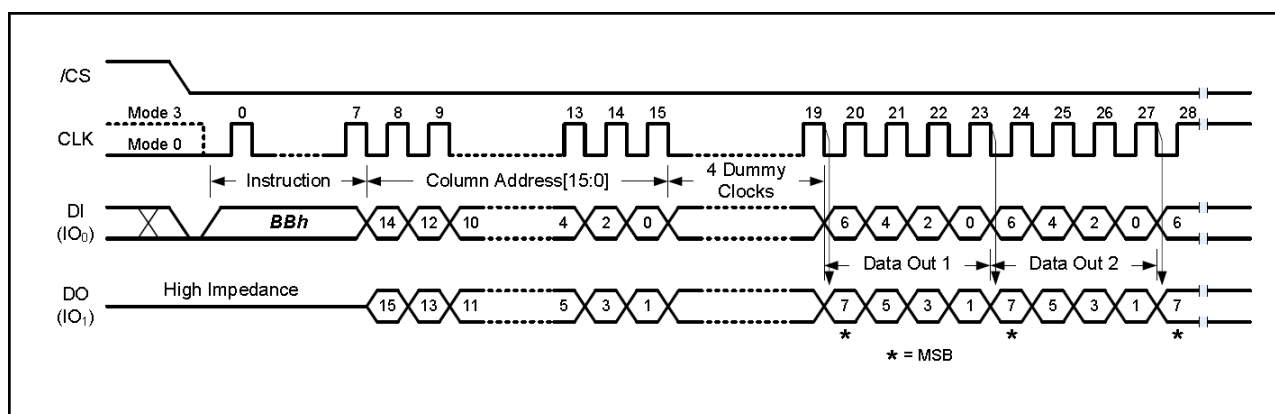 /CS
Mode 3 0 7 8 9 13 14 15 19 20 21 22 23 24 25 26 27 28
CLK
Mode 0
Instruction Column Address[15:0] 4 Dummy Clocks
DI
(IO0)
BBh 14 12 10 4 2 0 6 4 2 0 6 4 2 0 6
Data Out 1 Data Out 2
DO
(IO1)
High Impedance 15 13 11 5 3 1 7 5 3 1 7 5 3 1 7
* * *
* = MSB